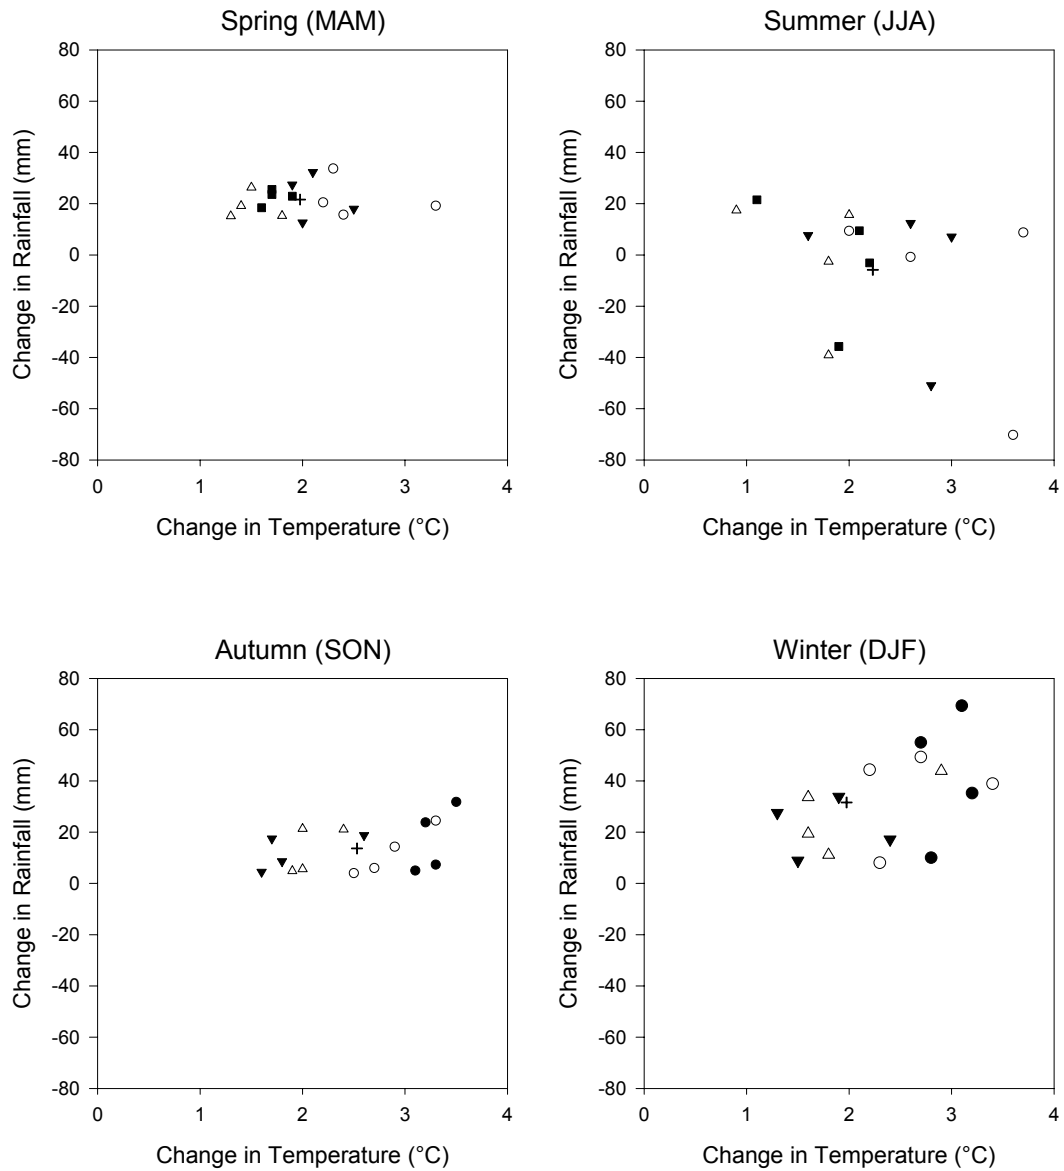 Spring (MAM)
80
60
40
20
0
-20
-40
-60
-80
Change in Rainfall (mm)
0 1 2 3 4
Change in Temperature (°C)
Summer (JJA)
80
60
40
20
0
-20
-40
-60
-80
Change in Rainfall (mm)
0 1 2 3 4
Change in Temperature (°C)
Autumn (SON)
80
60
40
20
0
-20
-40
-60
-80
Change in Rainfall (mm)
0 1 2 3 4
Change in Temperature (°C)
Winter (DJF)
80
60
40
20
0
-20
-40
-60
-80
Change in Rainfall (mm)
0 1 2 3 4
Change in Temperature (°C)